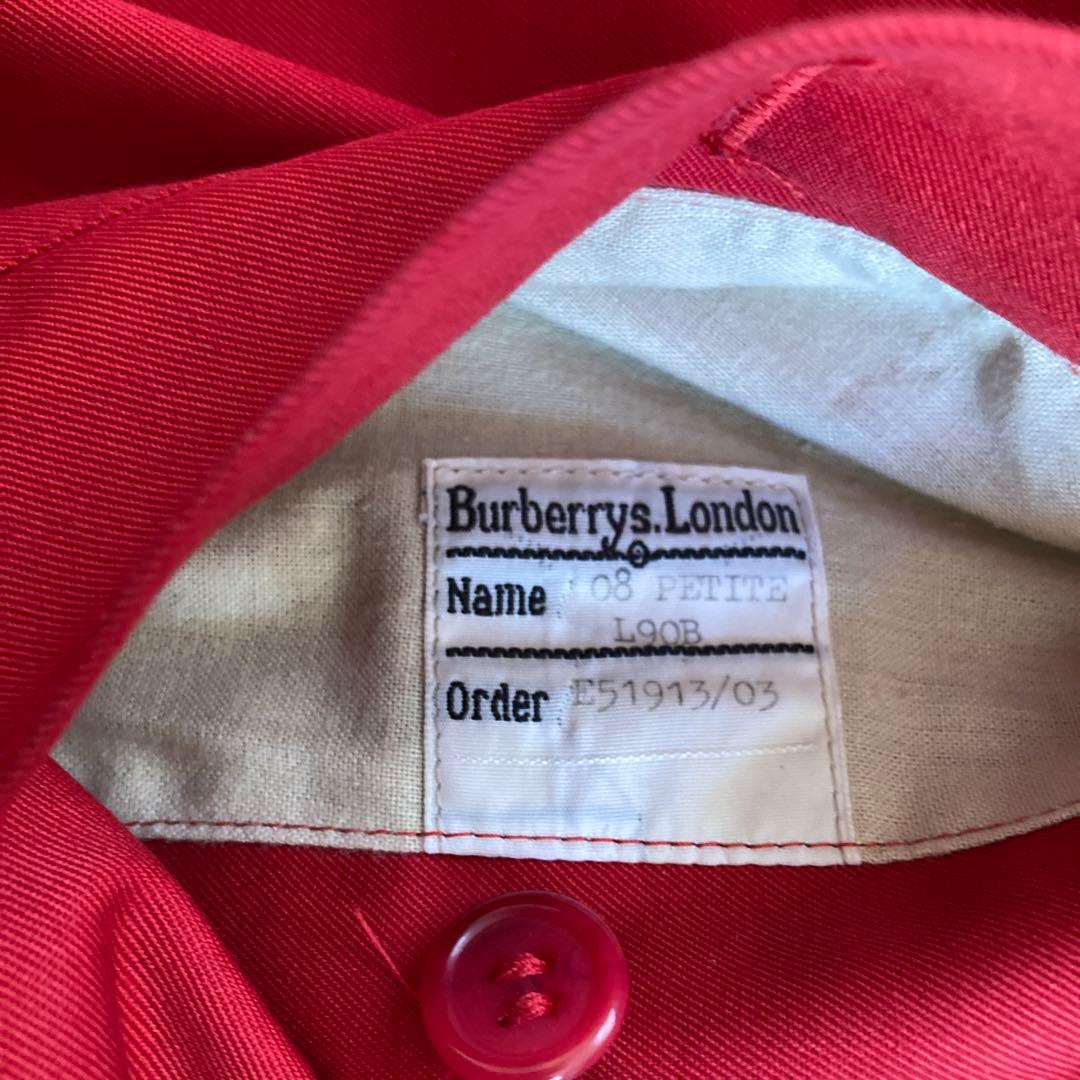 Burberrys.London
Name 08 PETITE
L90B
Order E51913/03